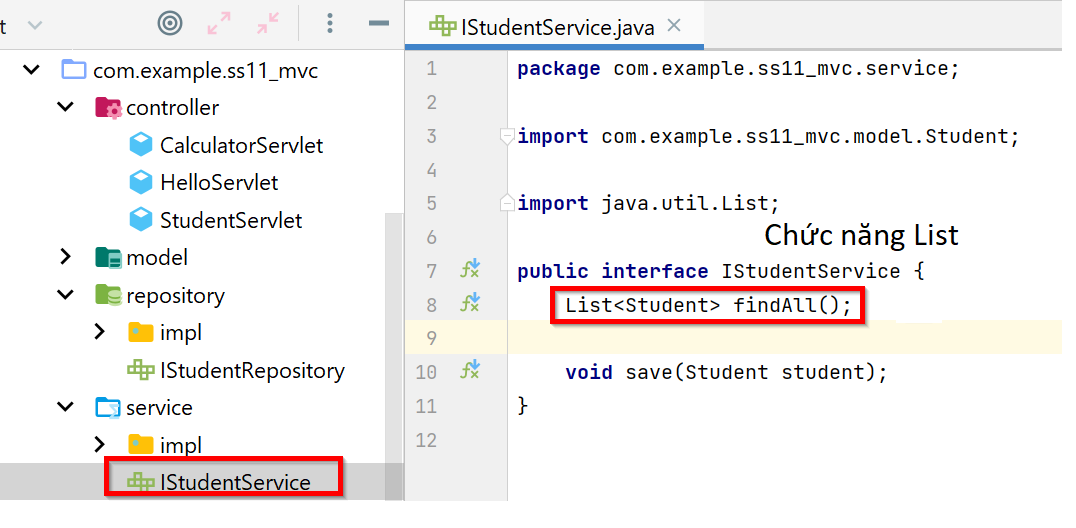 t
com.example.ss11_mvc
controller
CalculatorServlet
HelloServlet
StudentServlet
model
repository
impl
IStudentRepository
service
impl
IStudentService
IStudentService.java
1 package com.example.ss11_mvc.service;
2
3 import com.example.ss11_mvc.model.Student;
4
5 import java.util.List;
6
Chức năng List
7 public interface IStudentService {
8 List<Student> findAll();
9
10 void save(Student student);
11 }
12